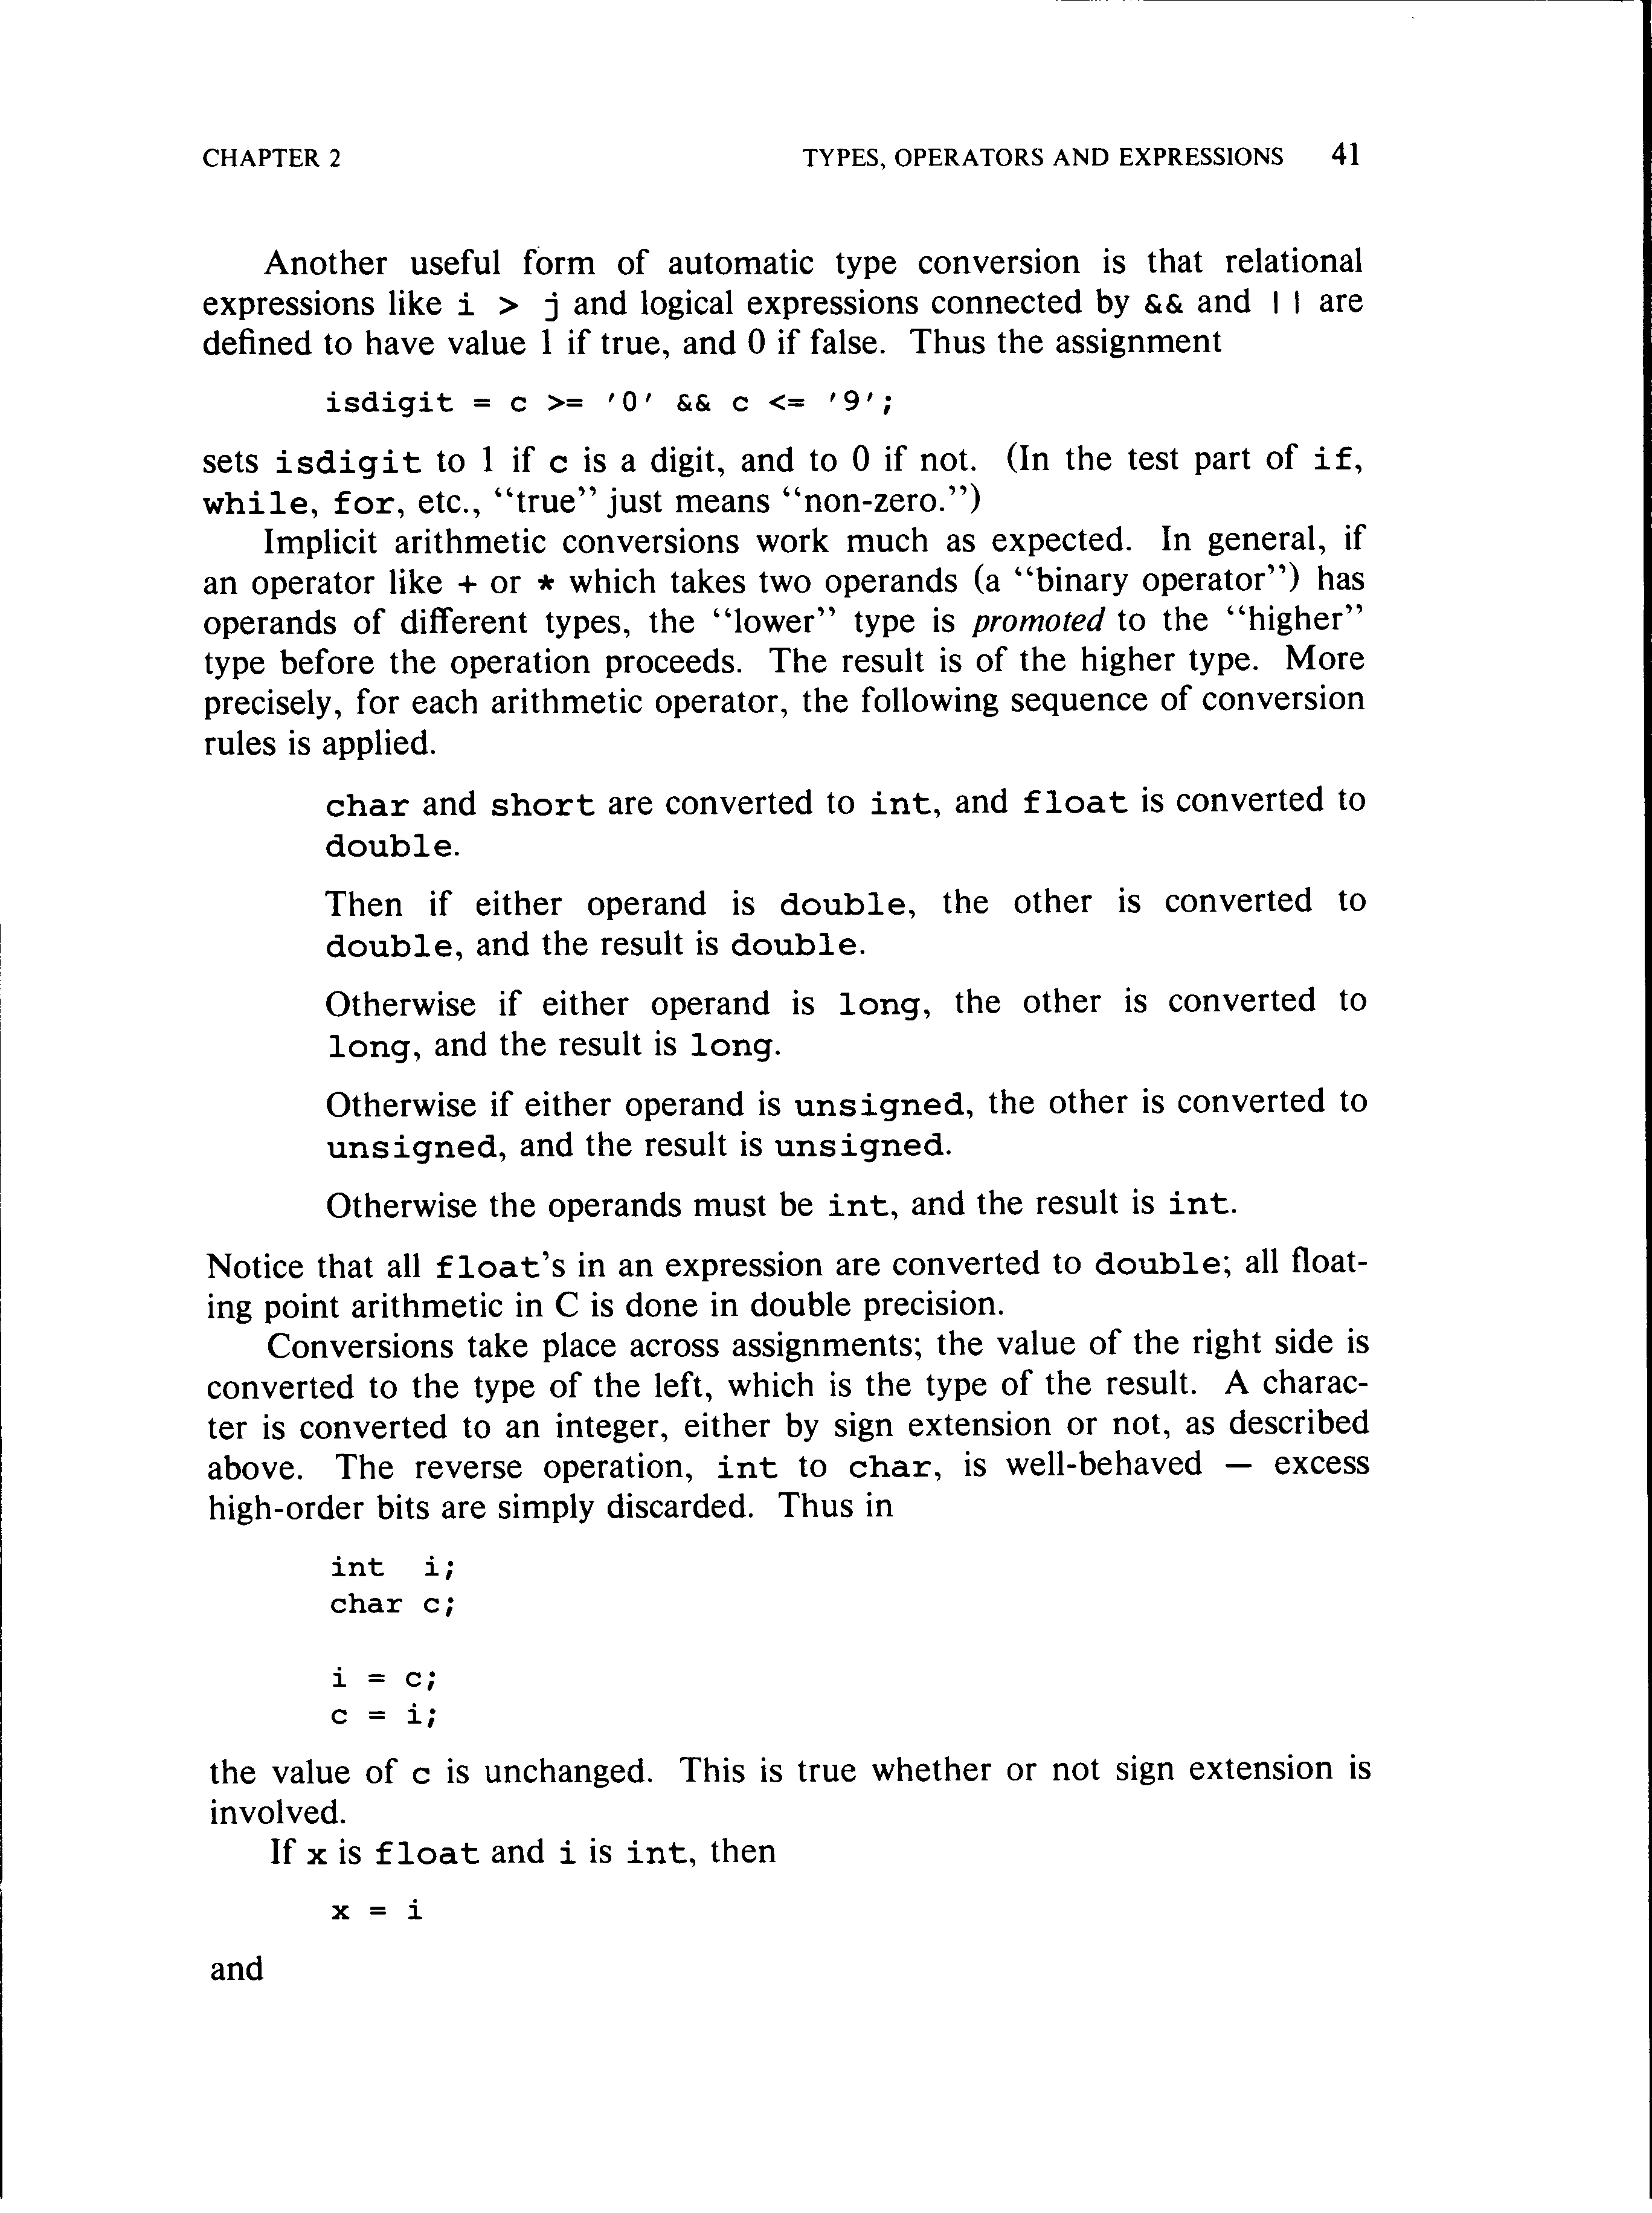 CHAPTER 2 TYPES, OPERATORS AND EXPRESSIONS 41
Another useful form of automatic type conversion is that relational
expressions like i > j and logical expressions connected by && and || are
defined to have value 1 if true, and 0 if false. Thus the assignment
isdigit = c >= '0' && c <= '9';
sets isdigit to 1 if c is a digit, and to 0 if not. (In the test part of if,
while, for, etc., “true” just means “non-zero.”)
Implicit arithmetic conversions work much as expected. In general, if
an operator like + or * which takes two operands (a “binary operator”) has
operands of different types, the “lower” type is promoted to the “higher”
type before the operation proceeds. The result is of the higher type. More
precisely, for each arithmetic operator, the following sequence of conversion
rules is applied.
char and short are converted to int, and float is converted to
double.
Then if either operand is double, the other is converted to
double, and the result is double.
Otherwise if either operand is long, the other is converted to
long, and the result is long.
Otherwise if either operand is unsigned, the other is converted to
unsigned, and the result is unsigned.
Otherwise the operands must be int, and the result is int.
Notice that all float's in an expression are converted to double; all float-
ing point arithmetic in C is done in double precision.
Conversions take place across assignments; the value of the right side is
converted to the type of the left, which is the type of the result. A charac-
ter is converted to an integer, either by sign extension or not, as described
above. The reverse operation, int to char, is well-behaved — excess
high-order bits are simply discarded. Thus in
int i;
char c;
i = c;
c = i;
the value of c is unchanged. This is true whether or not sign extension is
involved.
If x is float and i is int, then
x = i
and